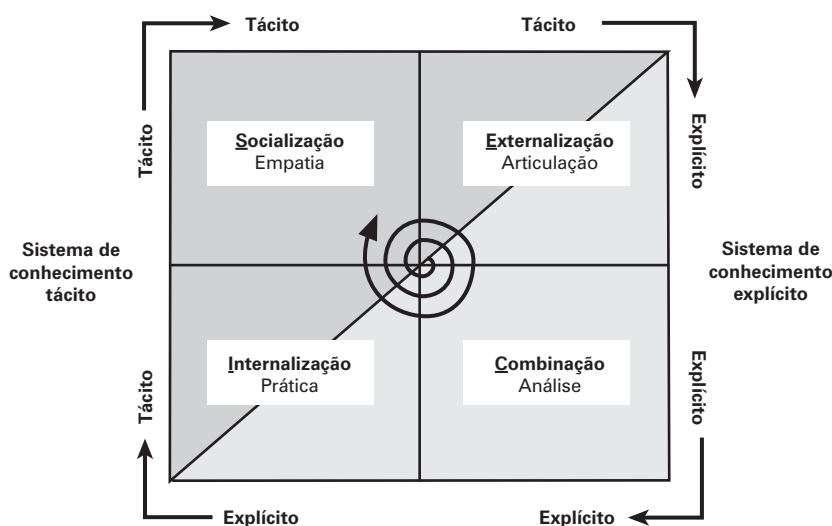 Tácito
Tácito
Tácito
Explícito
Socialização
Empatia
Externalização
Articulação
Sistema de
conhecimento
tácito
Sistema de
conhecimento
explícito
Internalização
Prática
Combinação
Análise
Tácito
Explícito
Explícito
Explícito